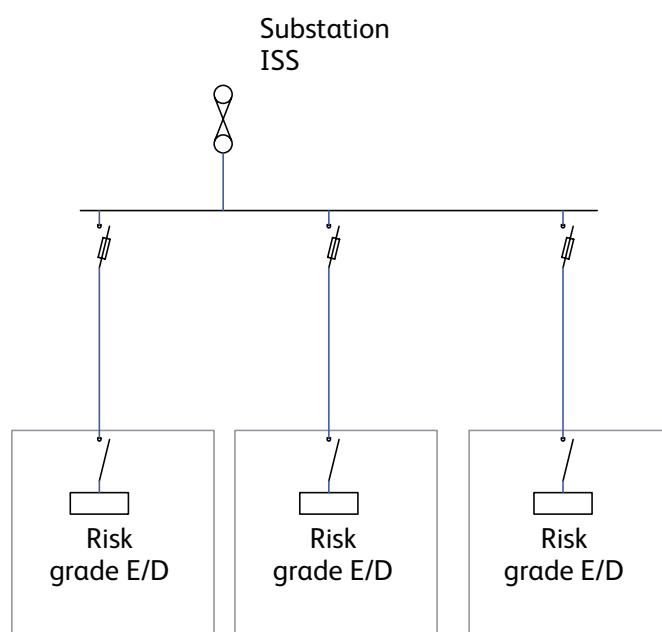 Substation
ISS
Risk
grade E/D
Risk
grade E/D
Risk
grade E/D